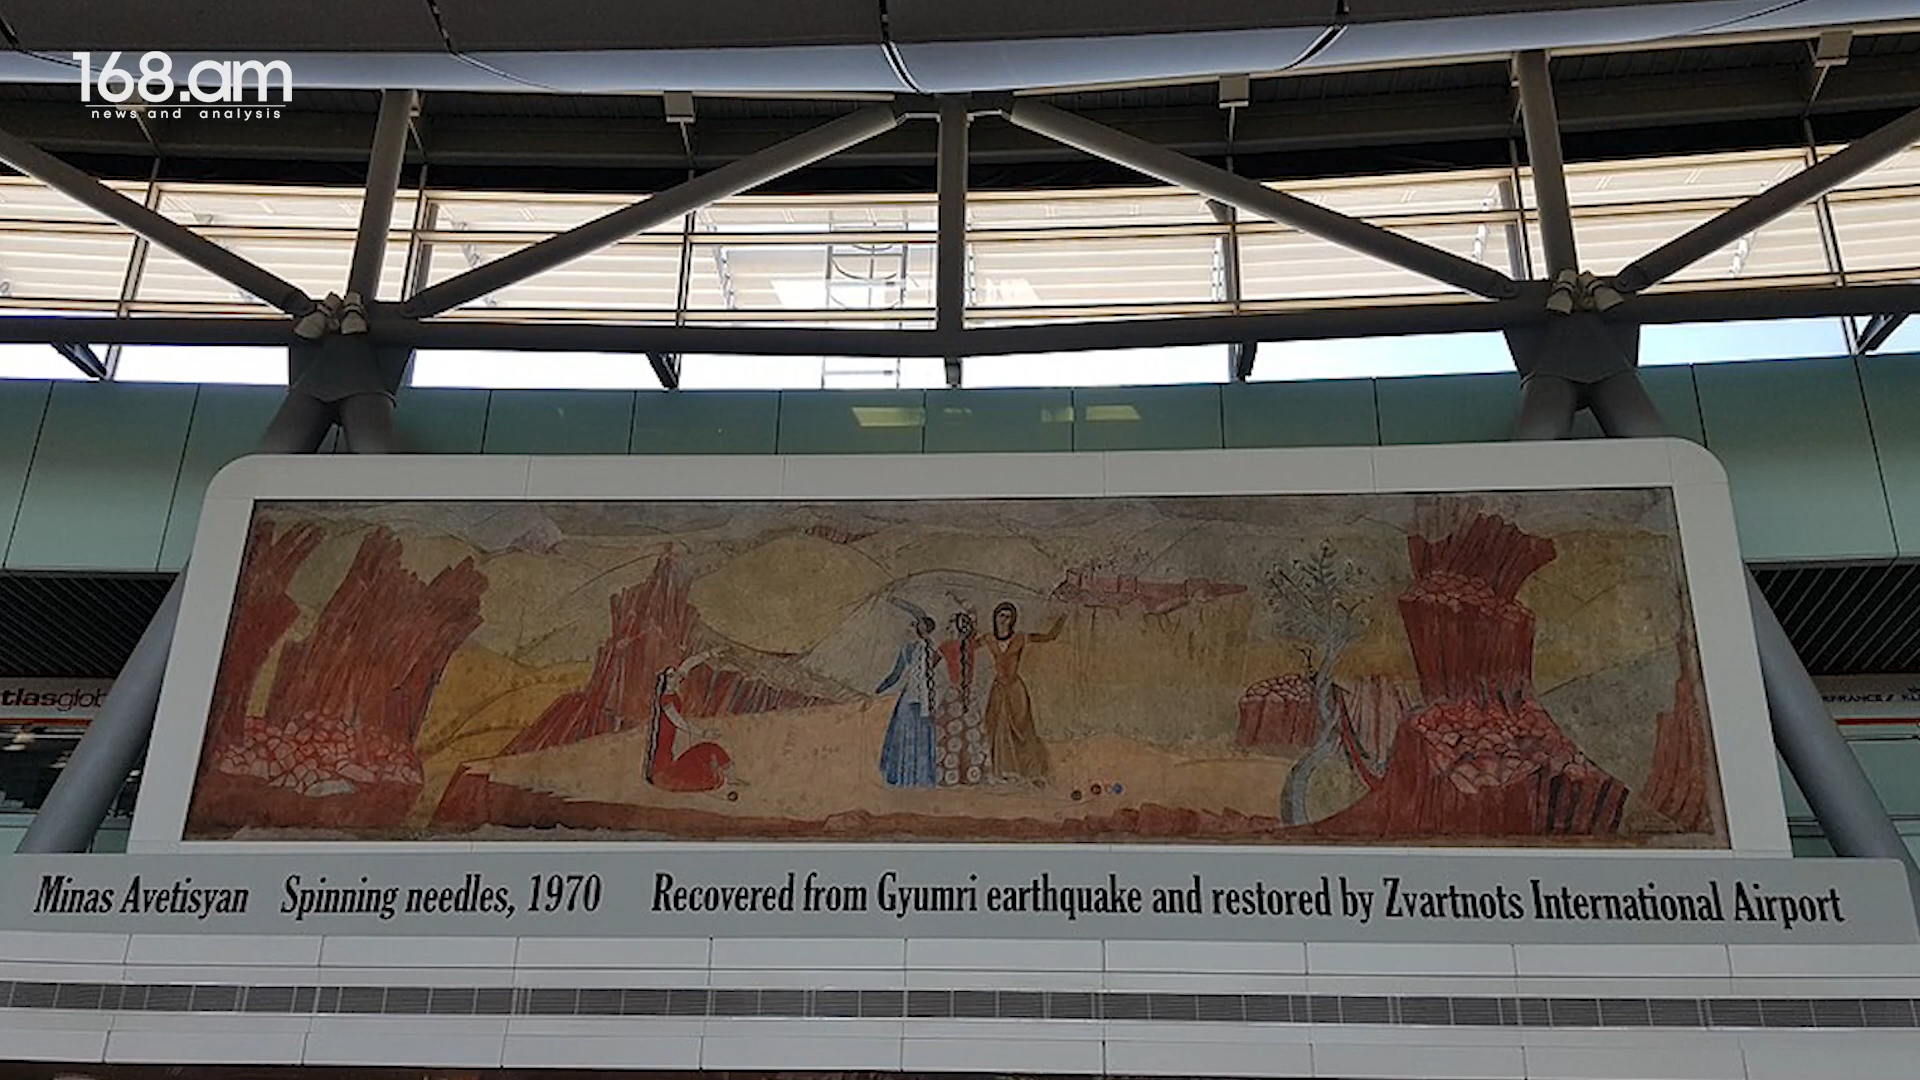 168.am
news and analysis
tlasglob
Minas Avetisyan Spinning needles, 1970 Recovered from Gyumri earthquake and restored by Zvartnots International Airport